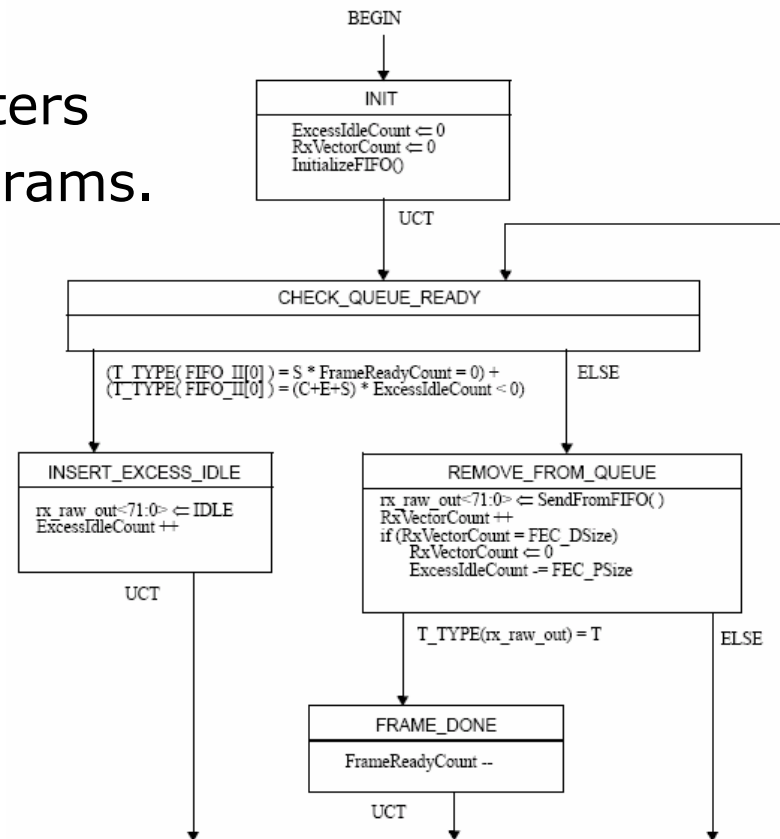 BEGIN
ters
rams.
INIT
ExcessIdleCount ⇐ 0
RxVectorCount ⇐ 0
InitializeFIFO()
UCT
CHECK_QUEUE_READY
(T_TYPE( FIFO_II[0] ) = S * FrameReadyCount = 0) +
(T_TYPE( FIFO_II[0] ) = (C+E+S) * ExcessIdleCount < 0)
ELSE
INSERT_EXCESS_IDLE
rx_raw_out<71:0> ⇐ IDLE
ExcessIdleCount ++
UCT
REMOVE_FROM_QUEUE
rx_raw_out<71:0> ⇐ SendFromFIFO( )
RxVectorCount ++
if (RxVectorCount = FEC_DSize)
RxVectorCount ⇐ 0
ExcessIdleCount -= FEC_PSize
T_TYPE(rx_raw_out) = T
ELSE
FRAME_DONE
FrameReadyCount --
UCT